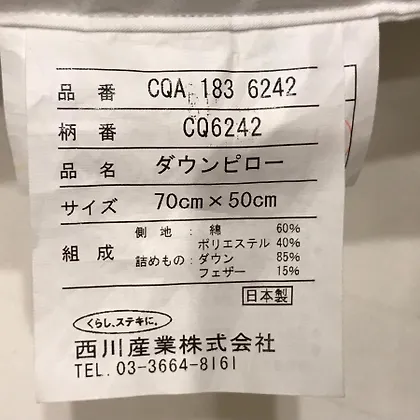 品番 CQA 183 6242
柄番 CQ6242
品名 ダウンピロー
サイズ 70cm×50cm
組成 側地：綿 60%
ポリエステル 40%
詰めもの：ダウン 85%
フェザー 15%
日本製
くらし、ステキに。
西川産業株式会社
TEL. 03-3664-8161